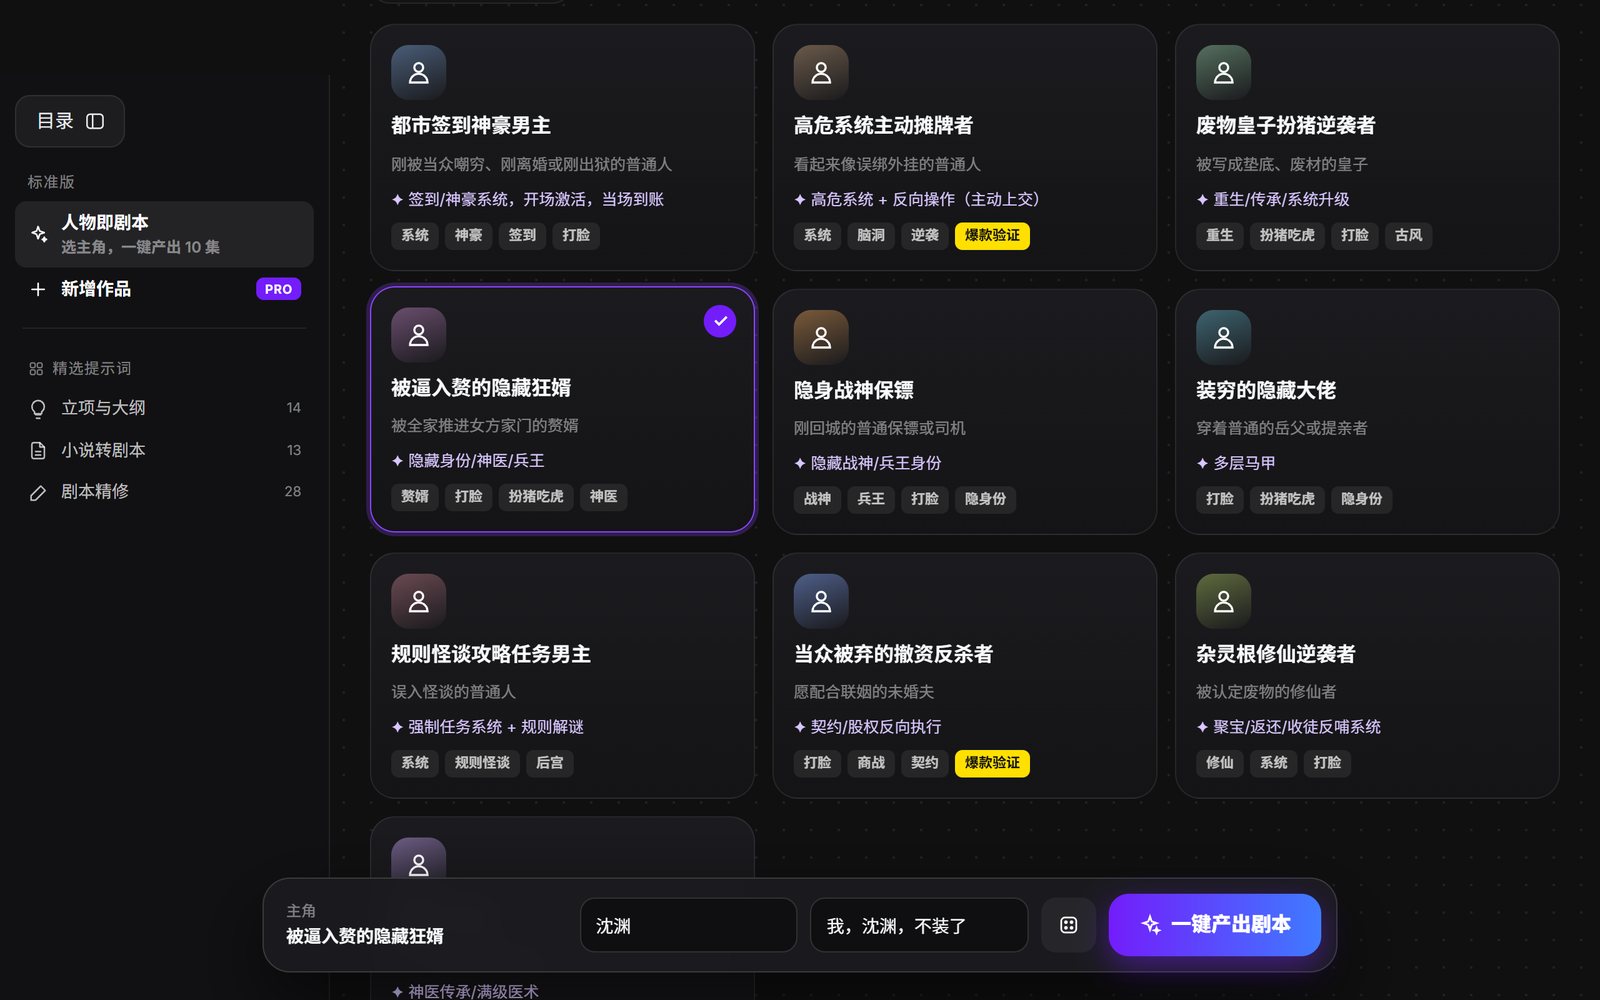 目录
标准版
人物即剧本
选主角，一键产出 10 集
新增作品
PRO
精选提示词
立项与大纲
14
小说转剧本
13
剧本精修
28
都市签到神豪男主
刚被当众嘲穷、刚离婚或刚出狱的普通人
✦ 签到/神豪系统，开场激活，当场到账
系统 神豪 签到 打脸
高危系统主动摊牌者
看起来像误绑外挂的普通人
✦ 高危系统 + 反向操作（主动上交）
系统 脑洞 逆袭 爆款验证
废物皇子扮猪逆袭者
被写成垫底、废材的皇子
✦ 重生/传承/系统升级
重生 扮猪吃虎 打脸 古风
被逼入赘的隐藏狂婿
被全家推进女方家门的赘婿
✦ 隐藏身份/神医/兵王
赘婿 打脸 扮猪吃虎 神医
隐身战神保镖
刚回城的普通保镖或司机
✦ 隐藏战神/兵王身份
战神 兵王 打脸 隐身份
装穷的隐藏大佬
穿着普通的岳父或提亲者
✦ 多层马甲
打脸 扮猪吃虎 隐身份
规则怪谈攻略任务男主
误入怪谈的普通人
✦ 强制任务系统 + 规则解谜
系统 规则怪谈 后宫
当众被弃的撤资反杀者
愿配合联姻的未婚夫
✦ 契约/股权反向执行
打脸 商战 契约 爆款验证
杂灵根修仙逆袭者
被认定废物的修仙者
✦ 聚宝/返还/收徒反哺系统
修仙 系统 打脸
主角
被逼入赘的隐藏狂婿
沈渊
我，沈渊，不装了
一键产出剧本
✦ 神医传承/满级医术